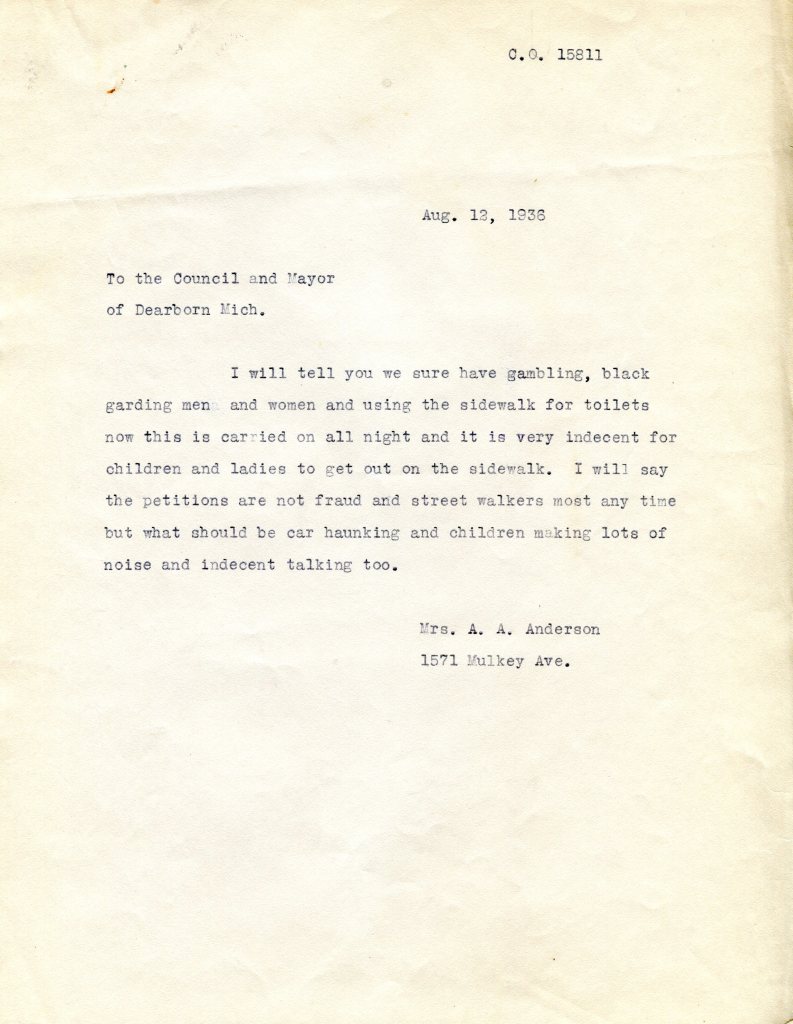 C.O. 15811
Aug. 12, 1936
To the Council and Mayor
of Dearborn Mich.
I will tell you we sure have gambling, black
garding men and women and using the sidewalk for toilets
now this is carried on all night and it is very indecent for
children and ladies to get out on the sidewalk. I will say
the petitions are not fraud and street walkers most any time
but what should be car haunking and children making lots of
noise and indecent talking too.
Mrs. A. A. Anderson
1571 Mulkey Ave.